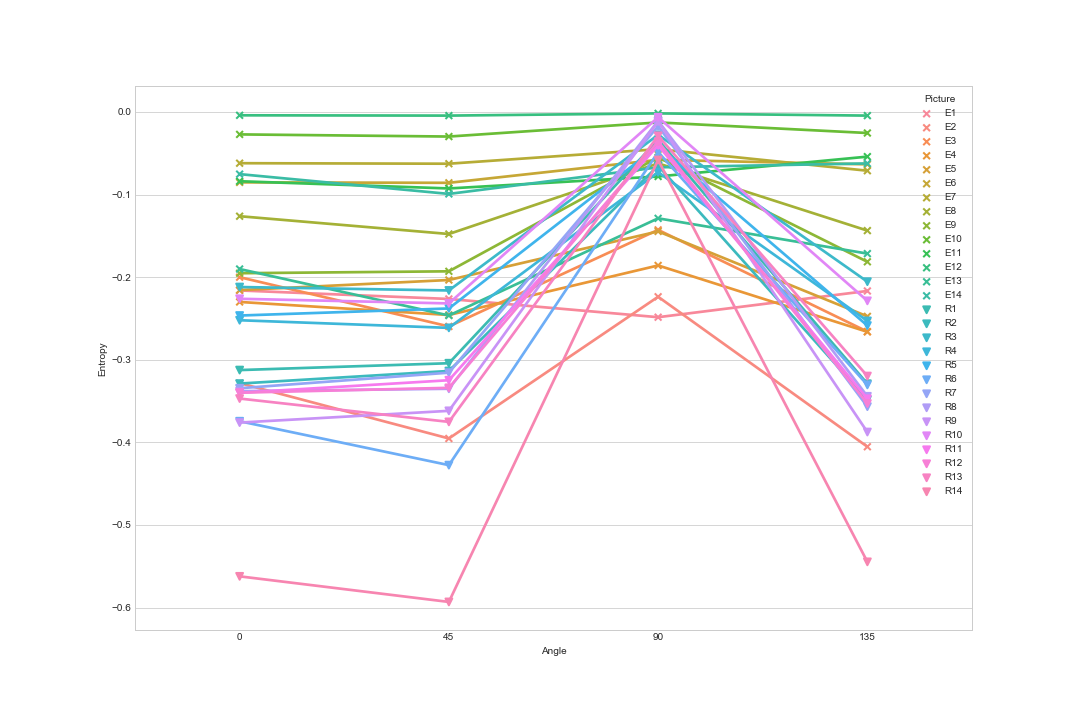 Picture
0.0
E1
E2
E3
E4
E5
−0.1
E6
E7
E8
E9
E10
−0.2
E11
E12
E13
E14
R1
R2
−0.3
R3
R4
R5
R6
R7
R8
−0.4
R9
R10
R11
R12
R13
R14
−0.5
−0.6
Entropy
0
45
90
135
Angle